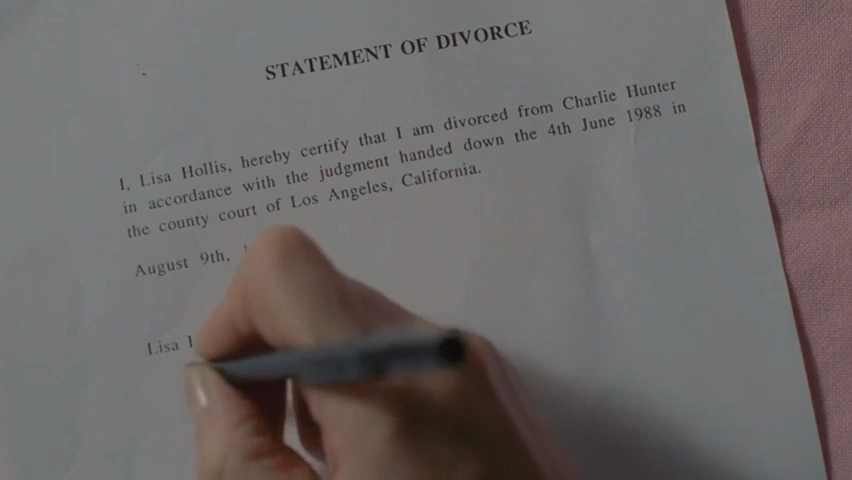 STATEMENT OF DIVORCE
I, Lisa Hollis, hereby certify that I am divorced from Charlie Hunter
in accordance with the judgment handed down the 4th June 1988 in
the county court of Los Angeles, California.
August 9th,
Lisa